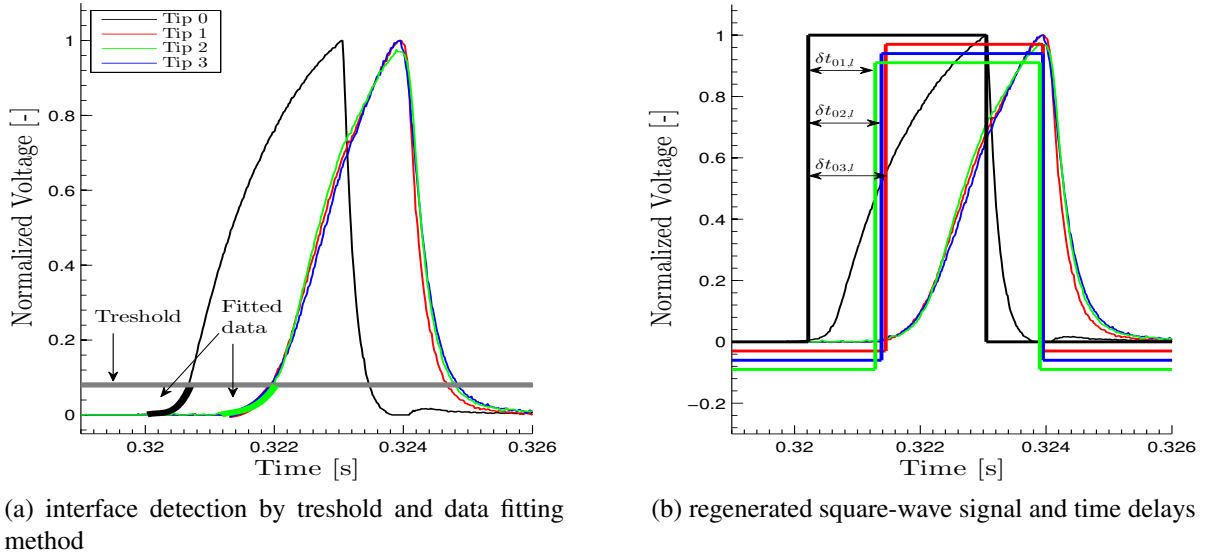 Tip 0
Tip 1
Tip 2
Tip 3
1
0.8
0.6
0.4
0.2
0
Normalized Voltage [-]
Treshold
Fitted
data
0.32
0.322
0.324
0.326
Time [s]
(a) interface detection by treshold and data fitting
method
1
0.8
0.6
0.4
0.2
0
−0.2
Normalized Voltage [-]
δt01,l
δt02,l
δt03,l
0.32
0.322
0.324
0.326
Time [s]
(b) regenerated square-wave signal and time delays